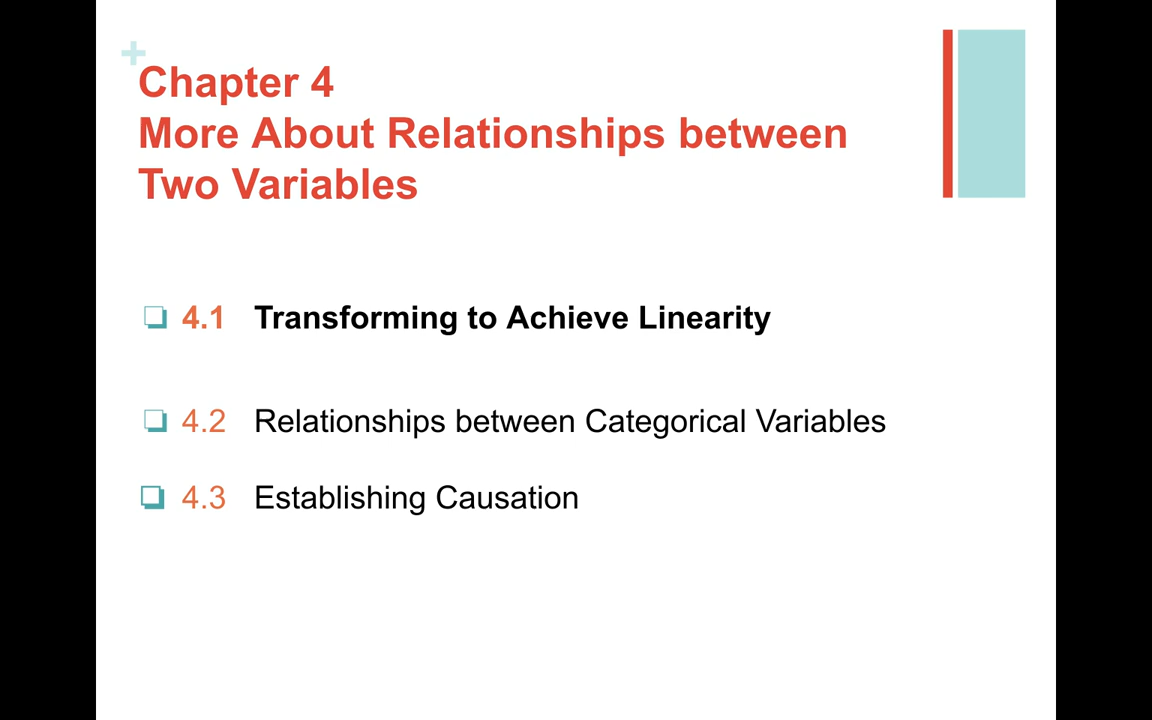 Chapter 4
More About Relationships between
Two Variables
4.1 Transforming to Achieve Linearity
4.2 Relationships between Categorical Variables
4.3 Establishing Causation